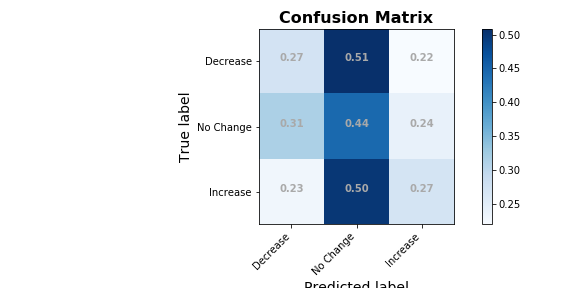 Confusion Matrix
True label
Decrease
0.27 0.51 0.22
No Change
0.31 0.44 0.24
Increase
0.23 0.50 0.27
Decrease
No Change
Increase
Predicted label
0.50
0.45
0.40
0.35
0.30
0.25